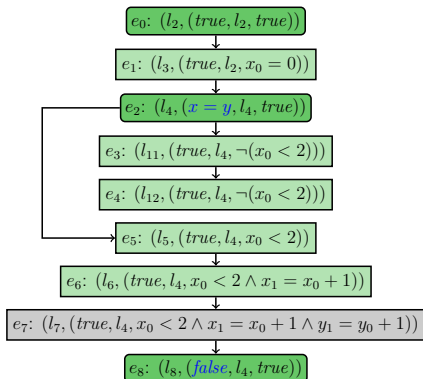 e₀: (l₂, (true, l₂, true))
e₁: (l₃, (true, l₂, x₀ = 0))
e₂: (l₄, (x = y, l₄, true))
e₃: (l₁₁, (true, l₄, ¬(x₀ < 2)))
e₄: (l₁₂, (true, l₄, ¬(x₀ < 2)))
e₅: (l₅, (true, l₄, x₀ < 2))
e₆: (l₆, (true, l₄, x₀ < 2 ∧ x₁ = x₀ + 1))
e₇: (l₇, (true, l₄, x₀ < 2 ∧ x₁ = x₀ + 1 ∧ y₁ = y₀ + 1))
e₈: (l₈, (false, l₄, true))